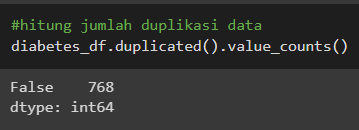 #hitung jumlah duplikasi data
diabetes_df.duplicated().value_counts()
False    768
dtype: int64